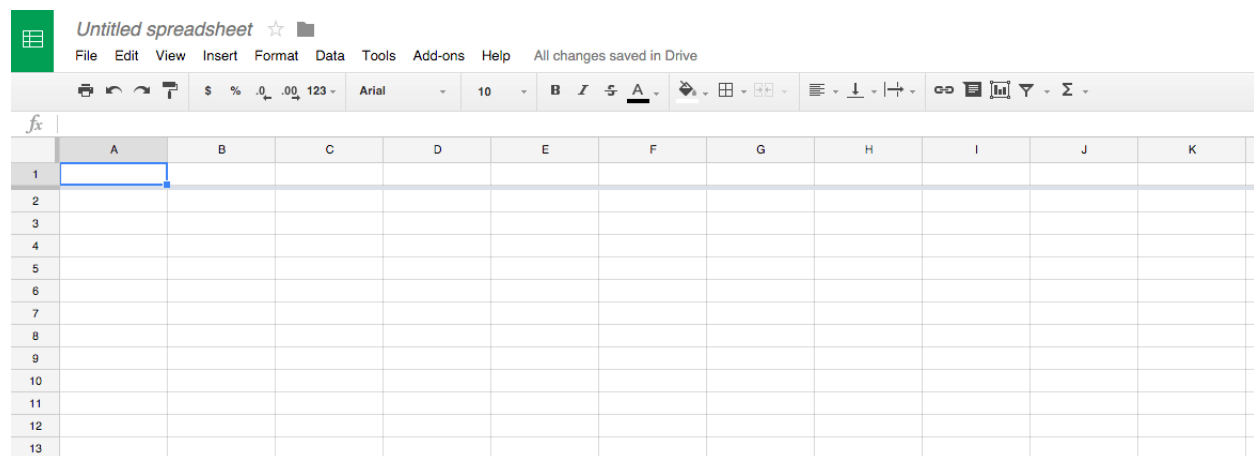 Untitled spreadsheet
File Edit View Insert Format Data Tools Add-ons Help All changes saved in Drive
$ % .0 .00 123 Arial 10 B I S A Σ
fx
A B C D E F G H I J K
1
2
3
4
5
6
7
8
9
10
11
12
13